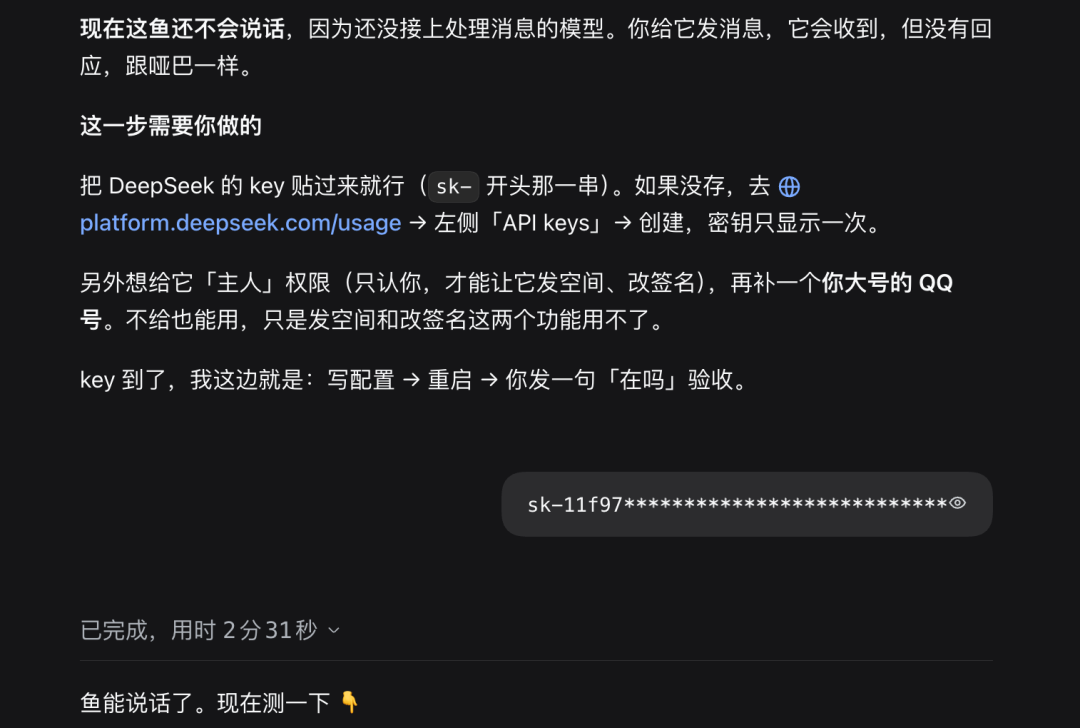 现在这鱼还不会说话，因为还没接上处理消息的模型。你给它发消息，它会收到，但没有回
应，跟哑巴一样。
这一步需要你做的
把 DeepSeek 的 key 贴过来就行（sk- 开头那一串）。如果没存，去
platform.deepseek.com/usage → 左侧「API keys」→ 创建，密钥只显示一次。
另外想给它「主人」权限（只认你，才能让它发空间、改签名），再补一个你大号的 QQ
号。不给也能用，只是发空间和改签名这两个功能用不了。
key 到了，我这边就是：写配置 → 重启 → 你发一句「在吗」验收。
sk-11f97***************************
已完成，用时 2分31秒
鱼能说话了。现在测一下 👇